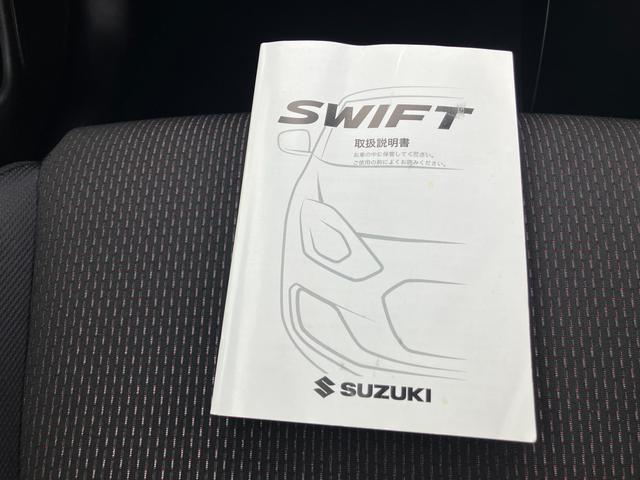 SWIFT
取扱説明書
お車の中に保管してください。
ご使用の前によくお読みください。
SUZUKI